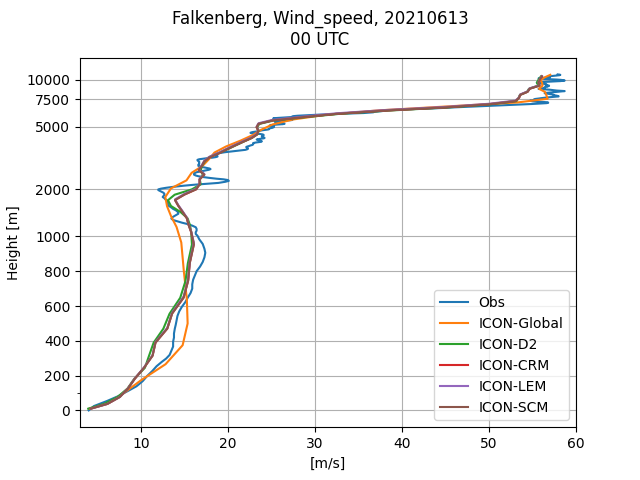 Falkenberg, Wind_speed, 20210613
00 UTC
10000
7500
5000
2000
1000
800
600
400
200
0
Height [m]
Obs
ICON-Global
ICON-D2
ICON-CRM
ICON-LEM
ICON-SCM
10 20 30 40 50 60
[m/s]